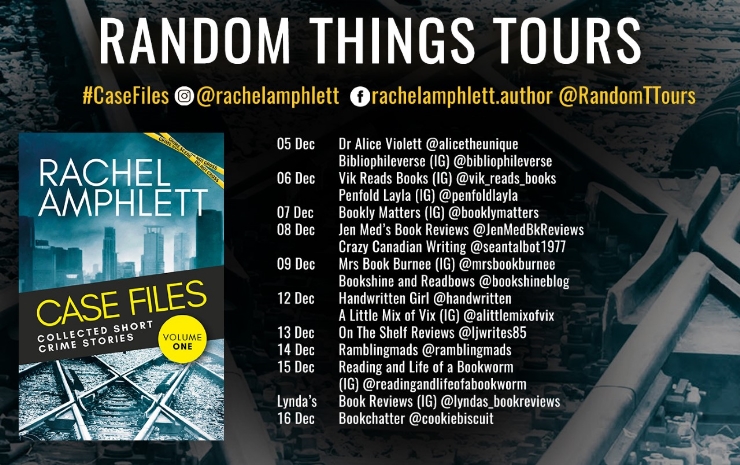 RANDOM THINGS TOURS
#CaseFiles @rachelamphlett rachelamphlett.author @RandomTTours
RACHEL
AMPHLETT
CASE FILES
COLLECTED SHORT
CRIME STORIES
VOLUME
ONE
05 Dec Dr Alice Violett @alicetheunique
Bibliophileverse (IG) @bibliophileverse
06 Dec Vik Reads Books (IG) @vik_reads_books
Penfold Layla (IG) @penfoldlayla
07 Dec Bookly Matters (IG) @booklymatters
08 Dec Jen Med's Book Reviews @JenMedBkReviews
Crazy Canadian Writing @seantalbot1977
09 Dec Mrs Book Burnee (IG) @mrsbookburnee
Bookshine and Readbows @bookshineblog
12 Dec Handwritten Girl @handwritten
A Little Mix of Vix (IG) @alittlemixofvix
13 Dec On The Shelf Reviews @ljwrites85
14 Dec Ramblingmads @ramblingmads
15 Dec Reading and Life of a Bookworm
(IG) @readingandlifeofabookworm
Lynda's Book Reviews (IG) @lyndas_bookreviews
16 Dec Bookchatter @cookiebiscuit